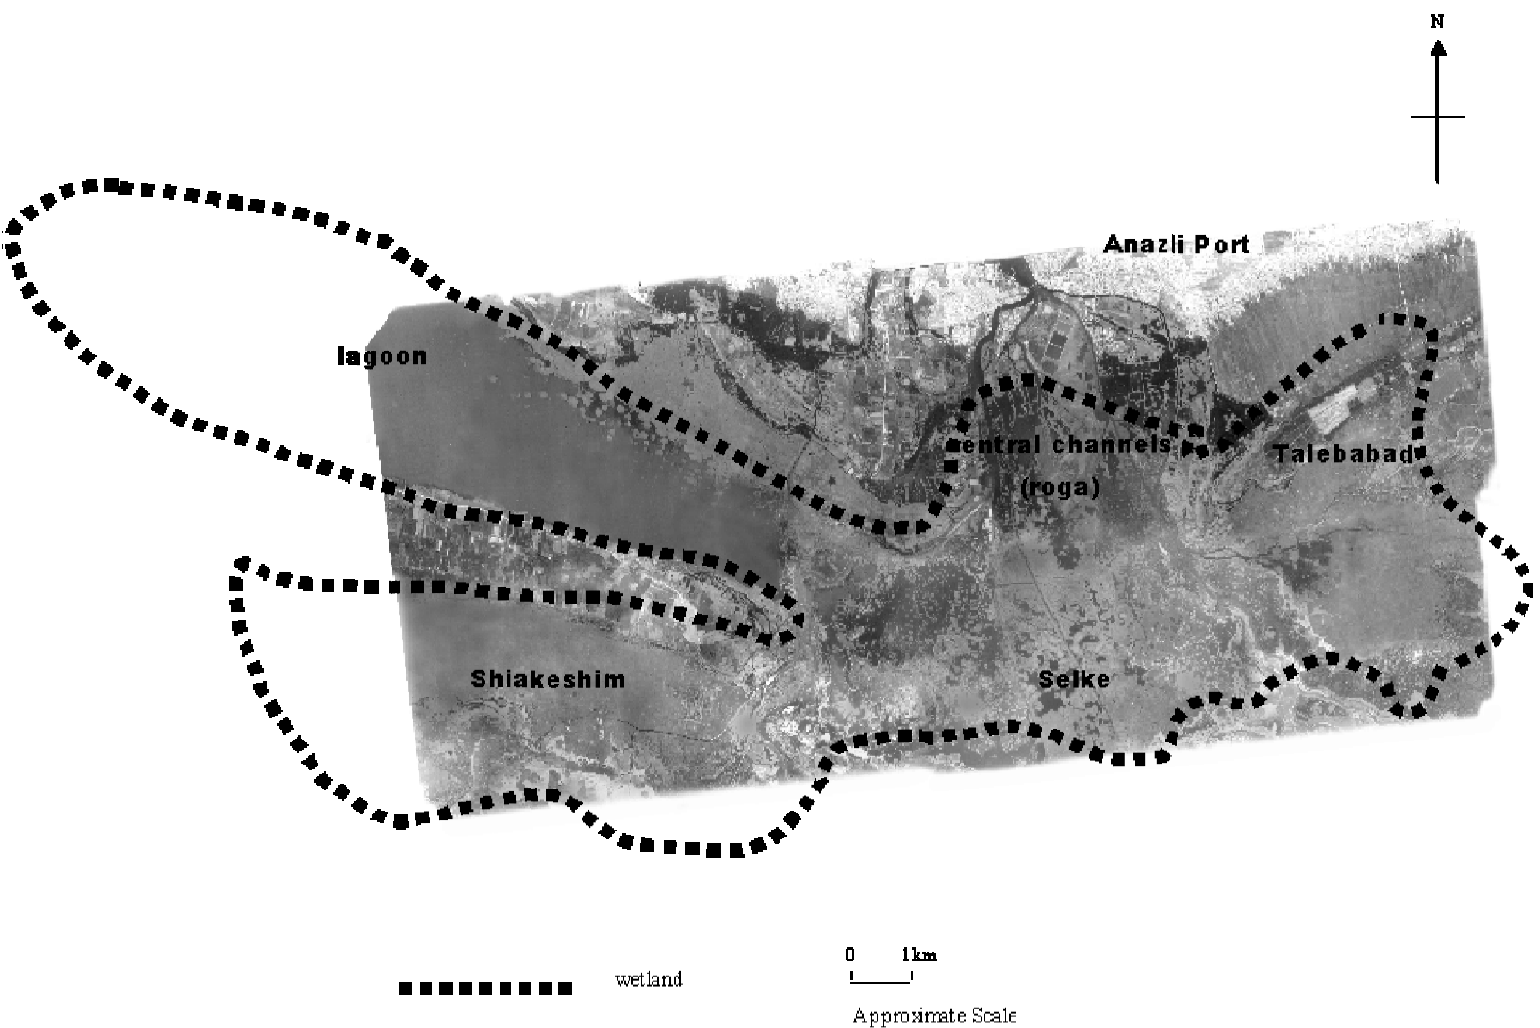 N
Anazli Port
lagoon
entral channels
(roga)
Talebabad
Shiakeshim
Selke
wetland
0 1km
Approximate Scale